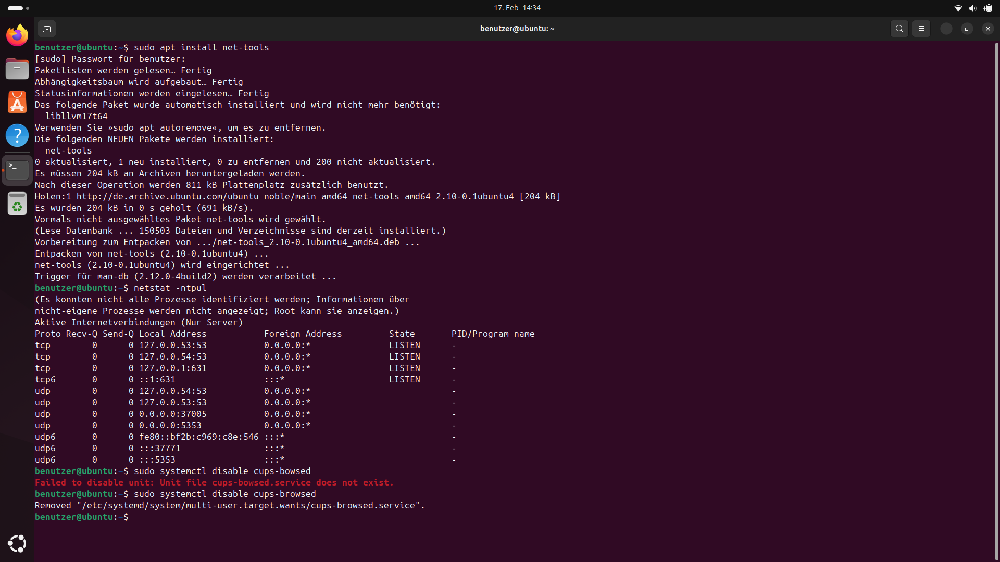 17. Feb 14:34
benutzer@ubuntu: ~
benutzer@ubuntu:~$ sudo apt install net-tools
[sudo] Passwort für benutzer:
Paketlisten werden gelesen… Fertig
Abhängigkeitsbaum wird aufgebaut… Fertig
Statusinformationen werden eingelesen… Fertig
Das folgende Paket wurde automatisch installiert und wird nicht mehr benötigt:
  libllvm17t64
Verwenden Sie »sudo apt autoremove«, um es zu entfernen.
Die folgenden NEUEN Pakete werden installiert:
  net-tools
0 aktualisiert, 1 neu installiert, 0 zu entfernen und 200 nicht aktualisiert.
Es müssen 204 kB an Archiven heruntergeladen werden.
Nach dieser Operation werden 811 kB Plattenplatz zusätzlich benutzt.
Holen:1 http://de.archive.ubuntu.com/ubuntu noble/main amd64 net-tools amd64 2.10-0.1ubuntu4 [204 kB]
Es wurden 204 kB in 0 s geholt (691 kB/s).
Vormals nicht ausgewähltes Paket net-tools wird gewählt.
(Lese Datenbank ... 150503 Dateien und Verzeichnisse sind derzeit installiert.)
Vorbereitung zum Entpacken von .../net-tools_2.10-0.1ubuntu4_amd64.deb ...
Entpacken von net-tools (2.10-0.1ubuntu4) ...
net-tools (2.10-0.1ubuntu4) wird eingerichtet ...
Trigger für man-db (2.12.0-4build2) werden verarbeitet ...
benutzer@ubuntu:~$ netstat -ntpul
(Es konnten nicht alle Prozesse identifiziert werden; Informationen über
nicht-eigene Prozesse werden nicht angezeigt; Root kann sie anzeigen.)
Aktive Internetverbindungen (Nur Server)
Proto Recv-Q Send-Q Local Address           Foreign Address         State       PID/Program name
tcp        0      0 127.0.0.53:53           0.0.0.0:*               LISTEN      -
tcp        0      0 127.0.0.54:53           0.0.0.0:*               LISTEN      -
tcp        0      0 127.0.0.1:631           0.0.0.0:*               LISTEN      -
tcp6       0      0 ::1:631                 :::*                    LISTEN      -
udp        0      0 127.0.0.54:53           0.0.0.0:*                           -
udp        0      0 127.0.0.53:53           0.0.0.0:*                           -
udp        0      0 0.0.0.0:37005           0.0.0.0:*                           -
udp        0      0 0.0.0.0:5353            0.0.0.0:*                           -
udp6       0      0 fe80::bf2b:c969:c8e:546 :::*                                -
udp6       0      0 :::37771                :::*                                -
udp6       0      0 :::5353                 :::*                                -
benutzer@ubuntu:~$ sudo systemctl disable cups-bowsed
Failed to disable unit: Unit file cups-bowsed.service does not exist.
benutzer@ubuntu:~$ sudo systemctl disable cups-browsed
Removed "/etc/systemd/system/multi-user.target.wants/cups-browsed.service".
benutzer@ubuntu:~$